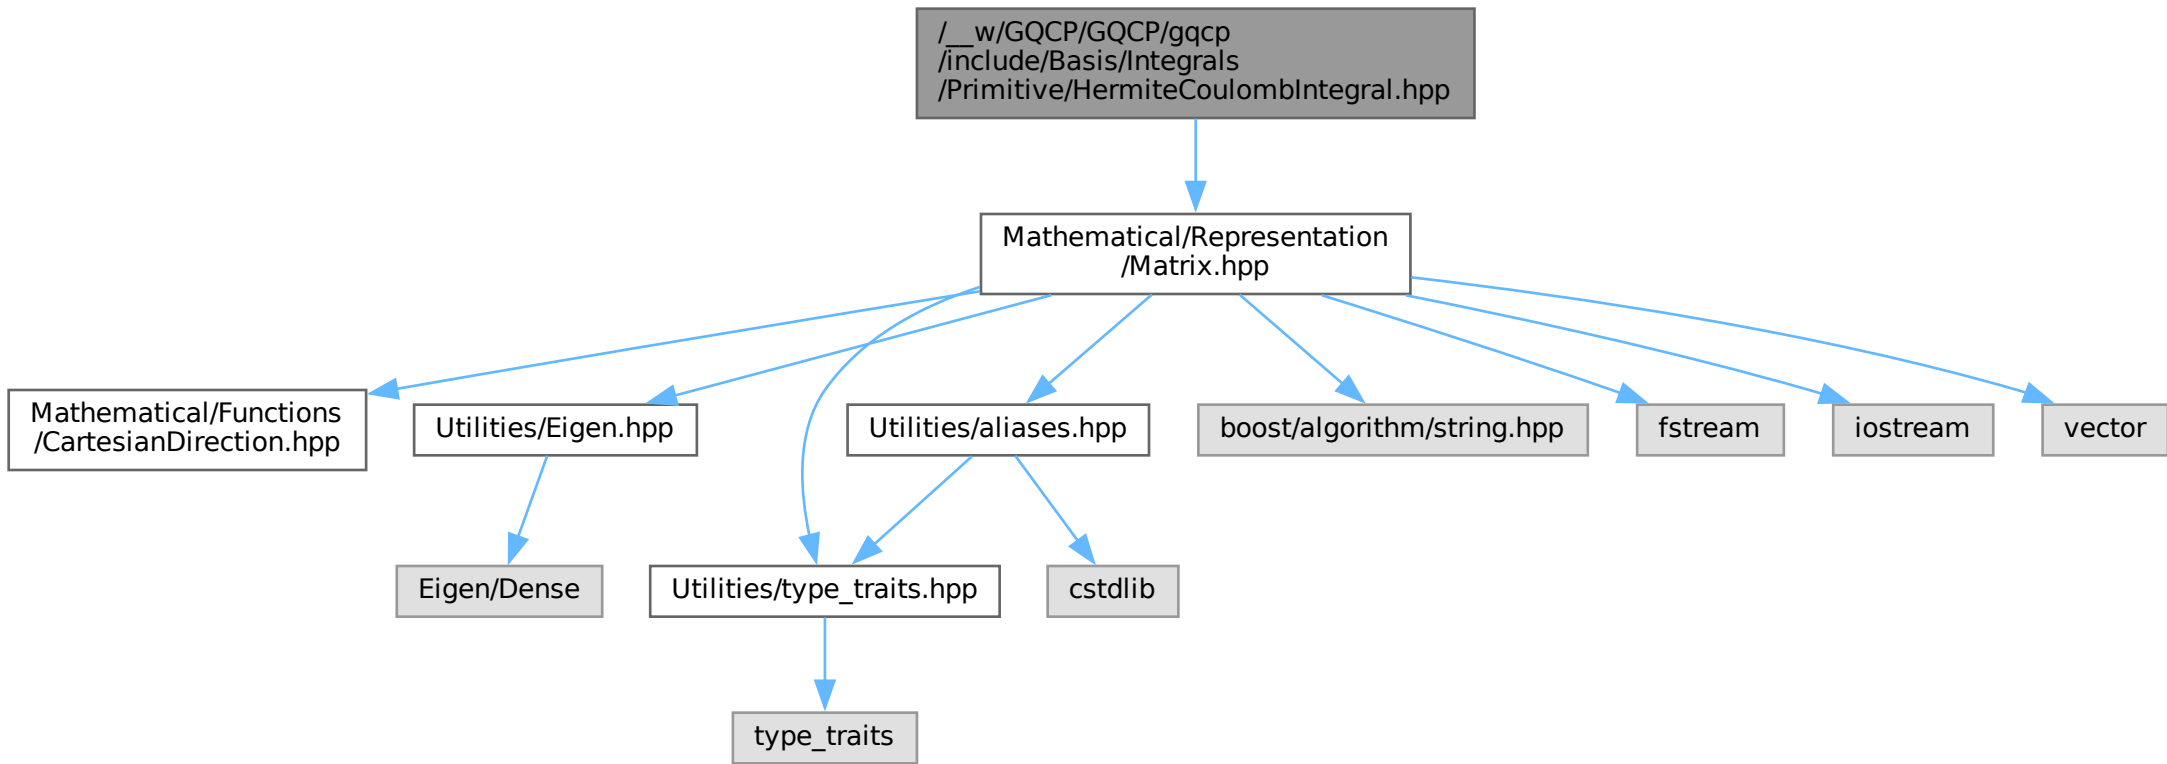 /__w/GQCP/GQCP/gqcp
/include/Basis/Integrals
/Primitive/HermiteCoulombIntegral.hpp
Mathematical/Representation
/Matrix.hpp
Mathematical/Functions
/CartesianDirection.hpp
Utilities/Eigen.hpp
Utilities/aliases.hpp
boost/algorithm/string.hpp
fstream
iostream
vector
Eigen/Dense
Utilities/type_traits.hpp
cstdlib
type_traits